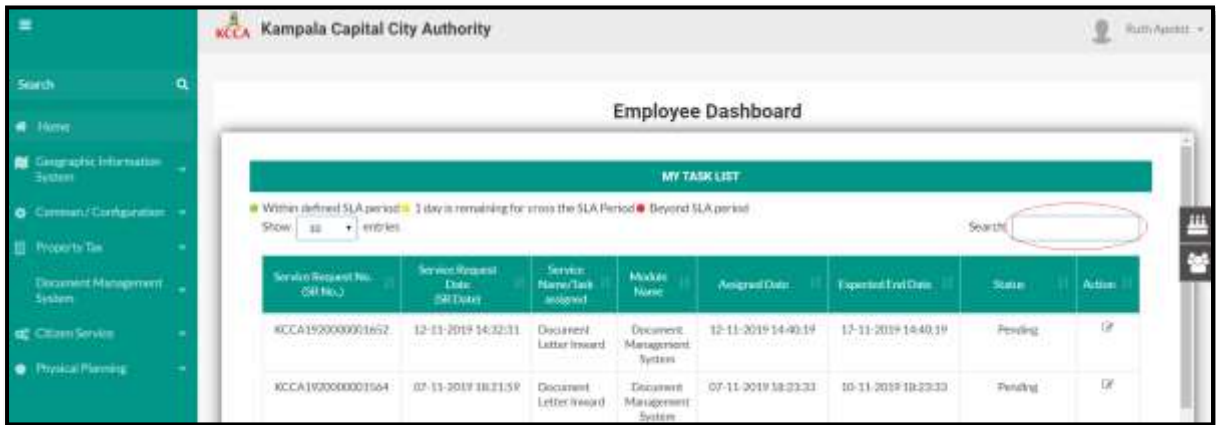 KCCA Kampala Capital City Authority
Search
Home
Geographic Information
System
Common / Configuration
Property Tax
Document Management
System
Citizen Service
Physical Planning
Employee Dashboard
MY TASK LIST
Within defined SLA period 1 day is remaining for cross the SLA Period Beyond SLA period
Show 10 entries
Search:
Service Request No.
(SR No.)
Service Request
Date
(SR Date)
Service
Name/Task
assigned
Module
Name
Assigned Date
Expected End Date
Status
Action
KCCA1920000001652
12-11-2019 14:32:11
Document
Letter Inward
Document
Management
System
12-11-2019 14:40:19
17-11-2019 14:40:19
Pending
KCCA1920000001564
07-11-2019 18:21:59
Document
Letter Inward
Document
Management
System
07-11-2019 18:23:33
10-11-2019 18:23:33
Pending